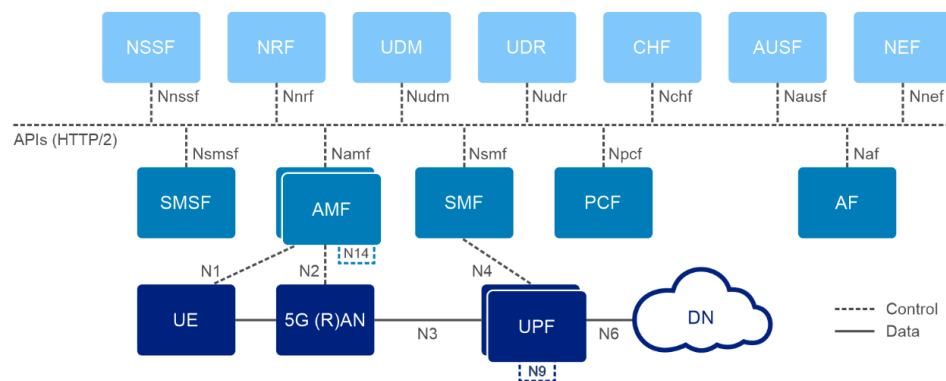 NSSF
NRF
UDM
UDR
CHF
AUSF
NEF
Nnssf
Nnrf
Nudm
Nudr
Nchf
Nausf
Nnef
APIs (HTTP/2)
Nsmsf
Namf
Nsmf
Npcf
Naf
SMSF
AMF
SMF
PCF
AF
N14
N1
N2
N4
UE
5G (R)AN
N3
UPF
N6
DN
N9
Control
Data